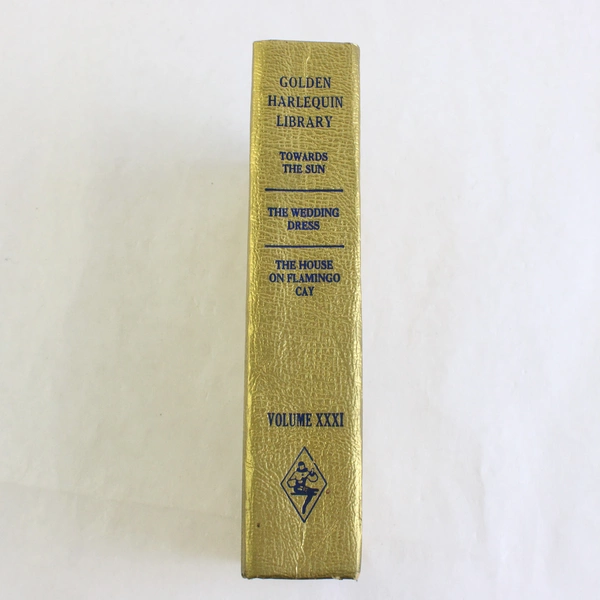 GOLDEN
HARLEQUIN
LIBRARY
TOWARDS
THE SUN
THE WEDDING
DRESS
THE HOUSE
ON FLAMINGO
CAY
VOLUME XXXI